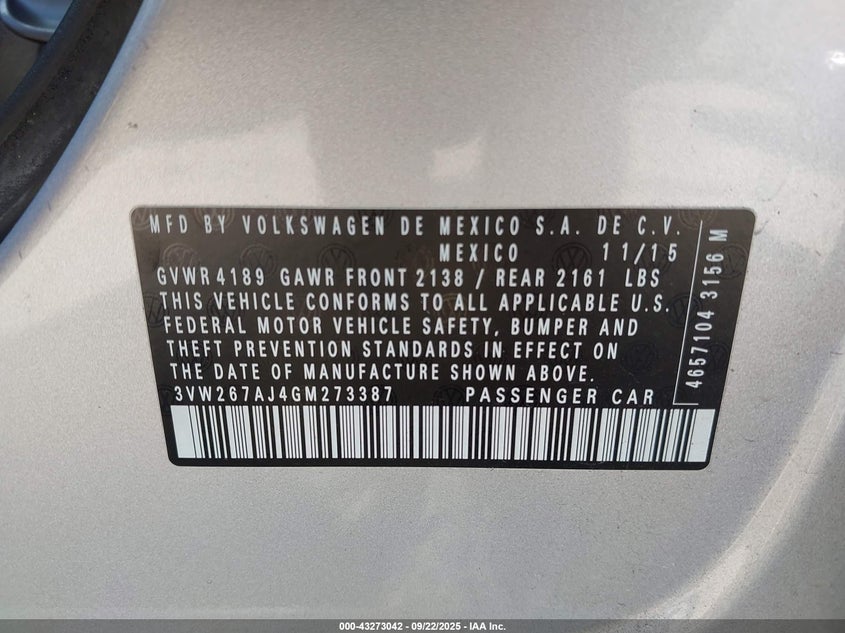 MFD BY VOLKSWAGEN DE MEXICO S.A. DE C.V.
MEXICO 11/15
GVWR 4189 GAWR FRONT 2138 / REAR 2161 LBS
THIS VEHICLE CONFORMS TO ALL APPLICABLE U.S.
FEDERAL MOTOR VEHICLE SAFETY, BUMPER AND
THEFT PREVENTION STANDARDS IN EFFECT ON
THE DATE OF MANUFACTURE SHOWN ABOVE.
3VW267AJ4GM273387 PASSENGER CAR
4657104 3156 M
000-43273042 - 09/22/2025 - IAA Inc.